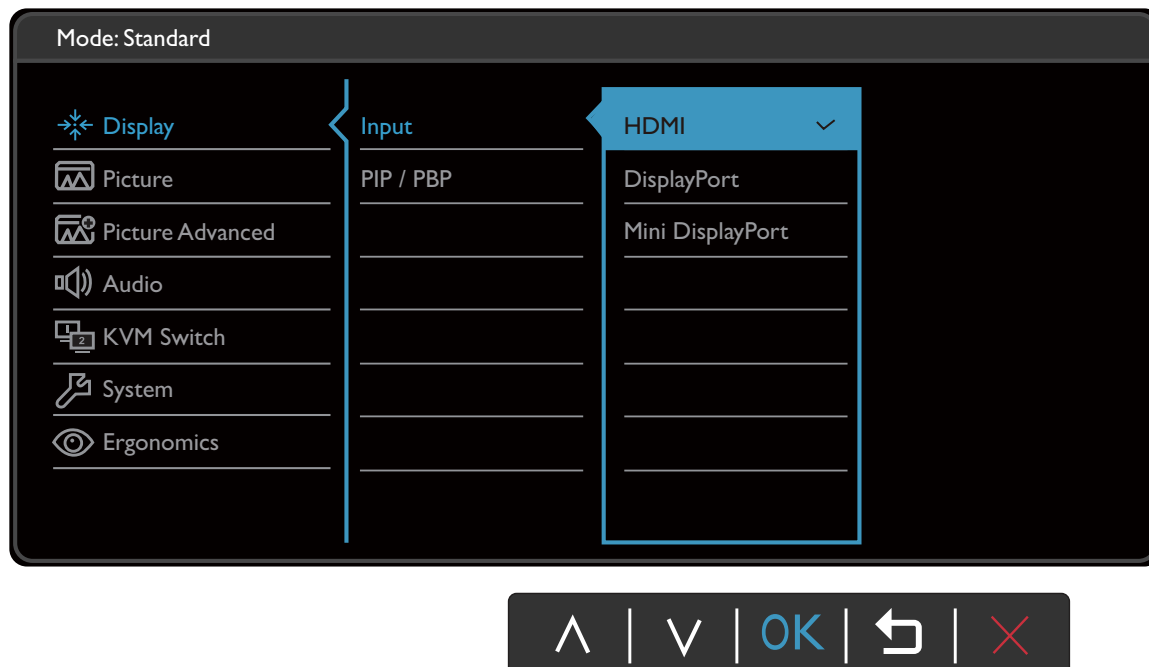 Mode: Standard
Display
Input
HDMI
Picture
PIP / PBP
DisplayPort
Picture Advanced
Mini DisplayPort
Audio
KVM Switch
2
System
Ergonomics
OK